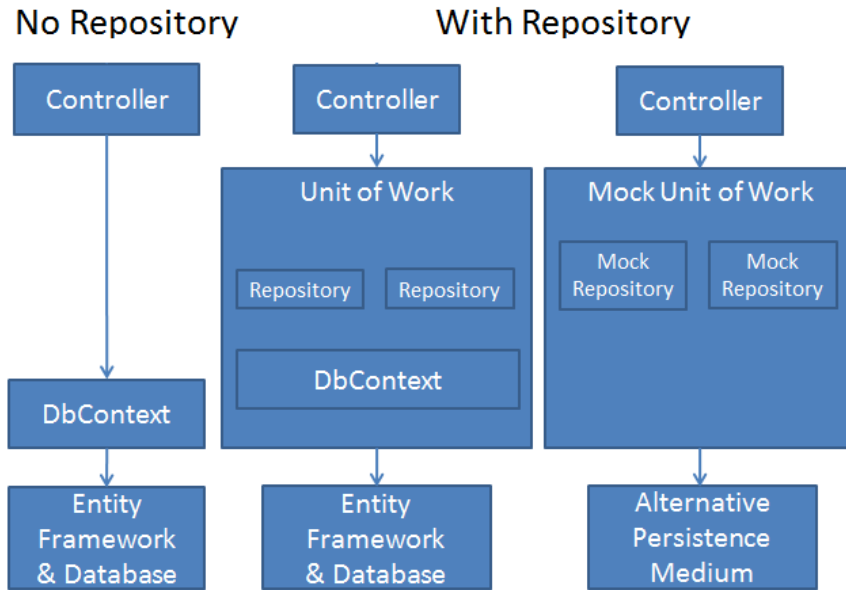 No Repository
With Repository
Controller
Controller
Controller
Unit of Work
Mock Unit of Work
Repository
Repository
Mock
Repository
Mock
Repository
DbContext
DbContext
Entity
Framework
& Database
Entity
Framework
& Database
Alternative
Persistence
Medium